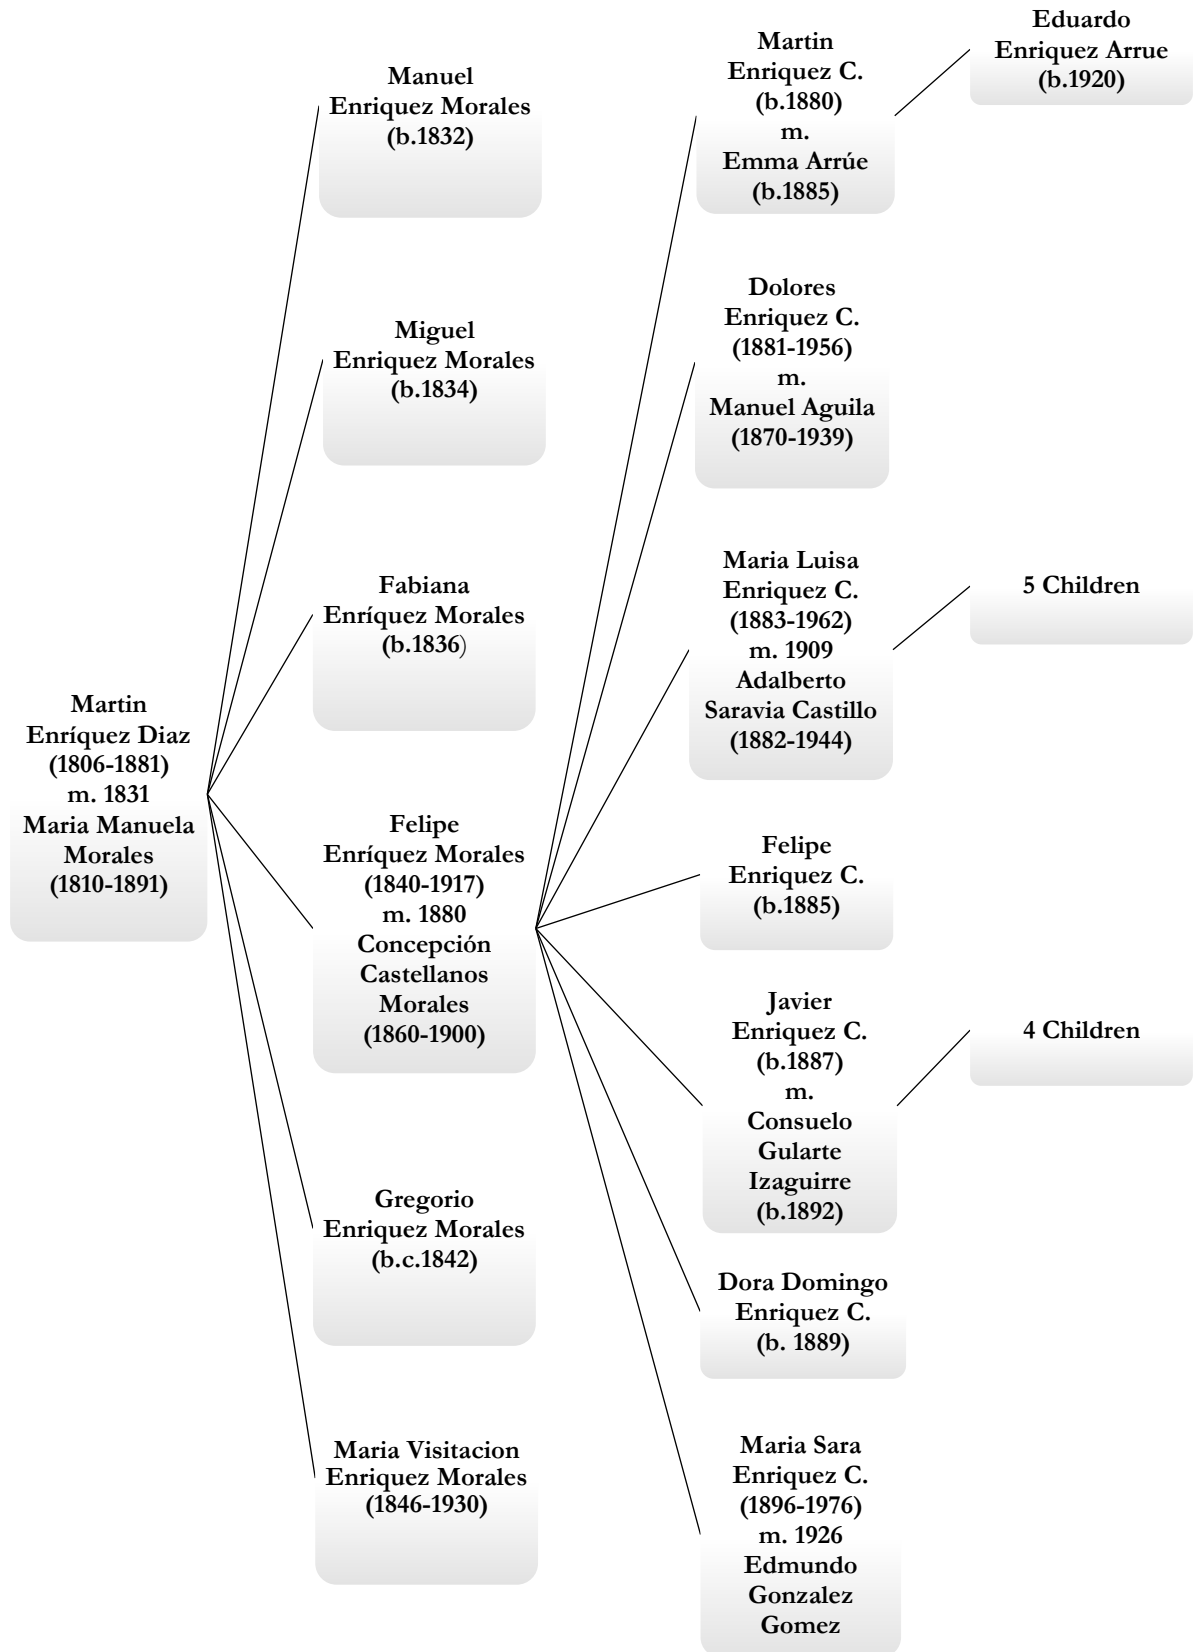 Martin
Enríquez Diaz
(1806-1881)
m. 1831
Maria Manuela
Morales
(1810-1891)
Manuel
Enriquez Morales
(b.1832)
Miguel
Enriquez Morales
(b.1834)
Fabiana
Enríquez Morales
(b.1836)
Felipe
Enríquez Morales
(1840-1917)
m. 1880
Concepción
Castellanos
Morales
(1860-1900)
Gregorio
Enriquez Morales
(b.c.1842)
Maria Visitacion
Enriquez Morales
(1846-1930)
Martin
Enriquez C.
(b.1880)
m.
Emma Arrúe
(b.1885)
Dolores
Enriquez C.
(1881-1956)
m.
Manuel Aguila
(1870-1939)
Maria Luisa
Enriquez C.
(1883-1962)
m. 1909
Adalberto
Saravia Castillo
(1882-1944)
Felipe
Enriquez C.
(b.1885)
Javier
Enriquez C.
(b.1887)
m.
Consuelo
Gularte
Izaguirre
(b.1892)
Dora Domingo
Enriquez C.
(b. 1889)
Maria Sara
Enriquez C.
(1896-1976)
m. 1926
Edmundo
Gonzalez
Gomez
Eduardo
Enriquez Arrue
(b.1920)
5 Children
4 Children